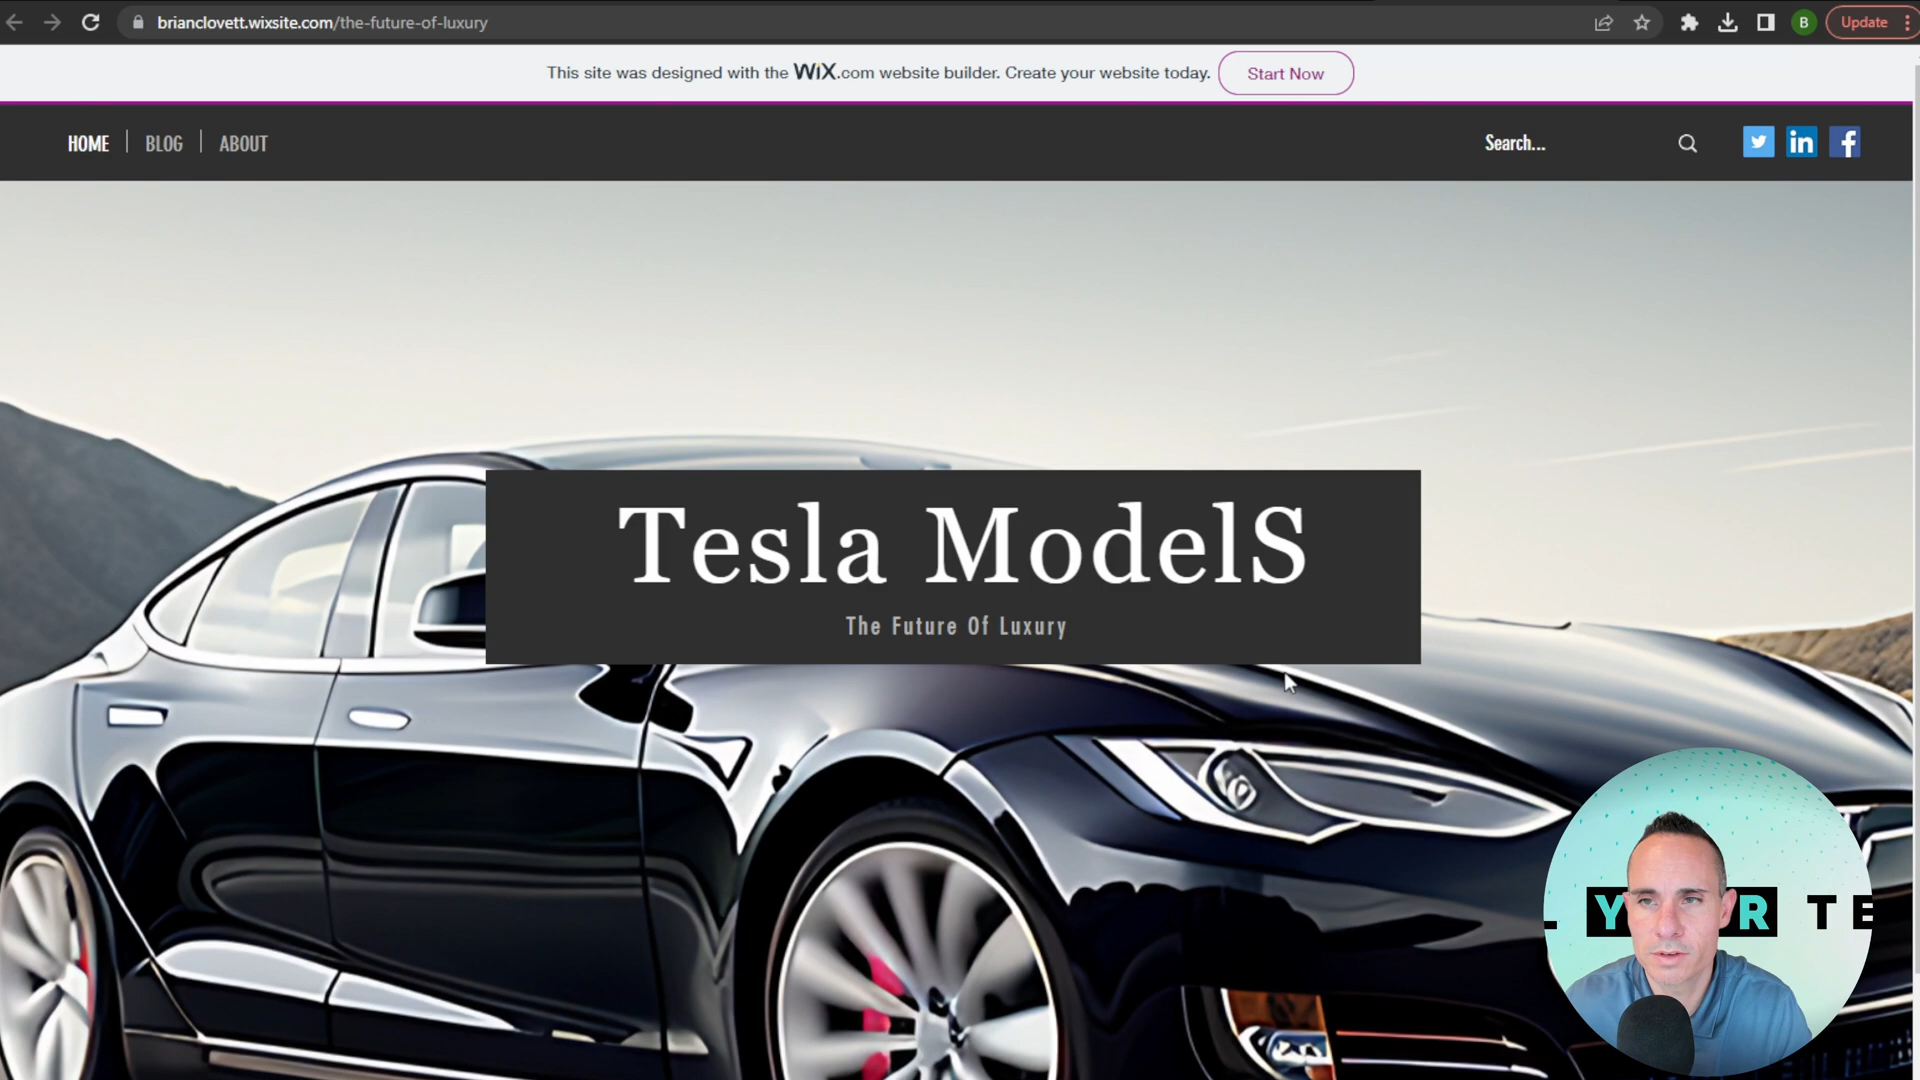 brianclovett.wixsite.com/the-future-of-luxury
B
Update
This site was designed with the WiX.com website builder. Create your website today.
Start Now
HOME
BLOG
ABOUT
Search...
in
f
Tesla ModelS
The Future Of Luxury